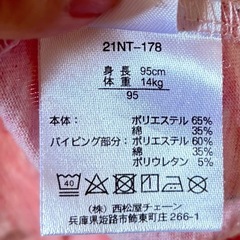 21NT-178
身 長 95cm
体 重 14kg
95
本体: ポリエステル 65%
綿 35%
パイピング部分: ポリエステル 60%
綿 35%
ポリウレタン 5%
40
(株) 西松屋チェーン
兵庫県姫路市飾東町庄 266-1